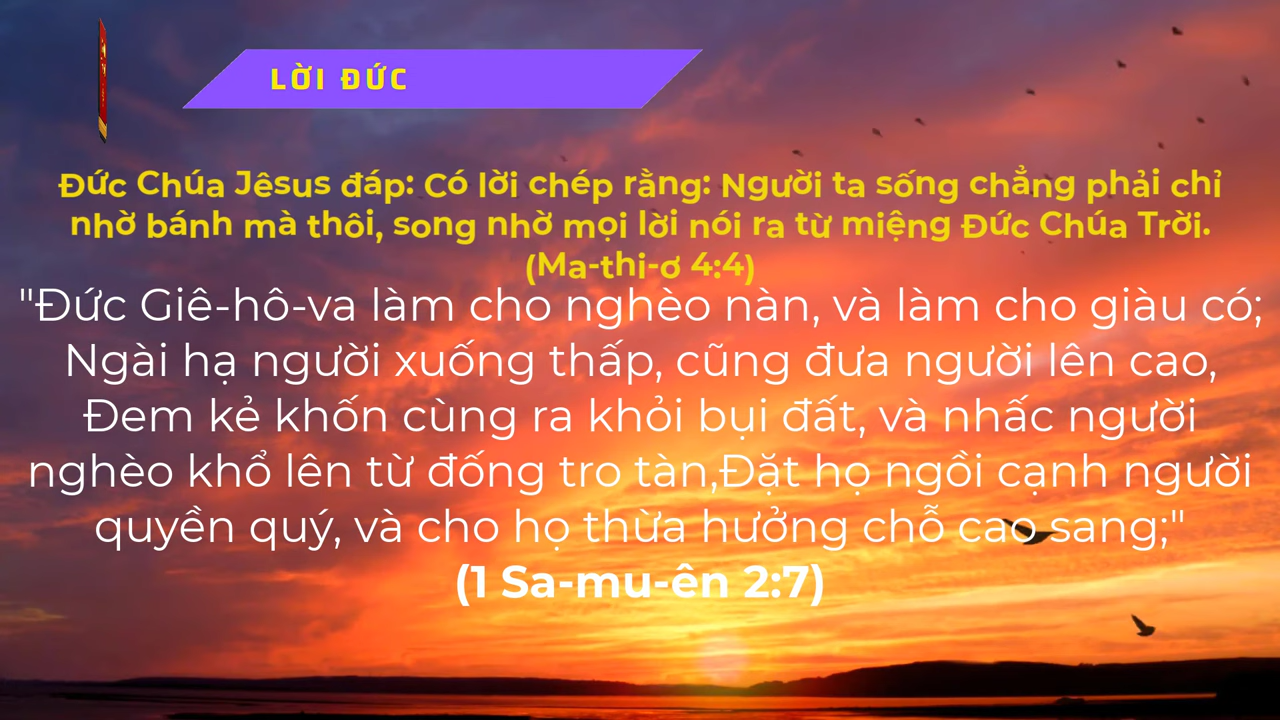 LỜI ĐỨC
Đức Chúa Jêsus đáp: Có lời chép rằng: Người ta sống chẳng phải chỉ
nhờ bánh mà thôi, song nhờ mọi lời nói ra từ miệng Đức Chúa Trời.
(Ma-thi-ơ 4:4)
"Đức Giê-hô-va làm cho nghèo nàn, và làm cho giàu có;
Ngài hạ người xuống thấp, cũng đưa người lên cao,
Đem kẻ khốn cùng ra khỏi bụi đất, và nhấc người
nghèo khổ lên từ đống tro tàn,Đặt họ ngồi cạnh người
quyền quý, và cho họ thừa hưởng chỗ cao sang;"
(1 Sa-mu-ên 2:7)